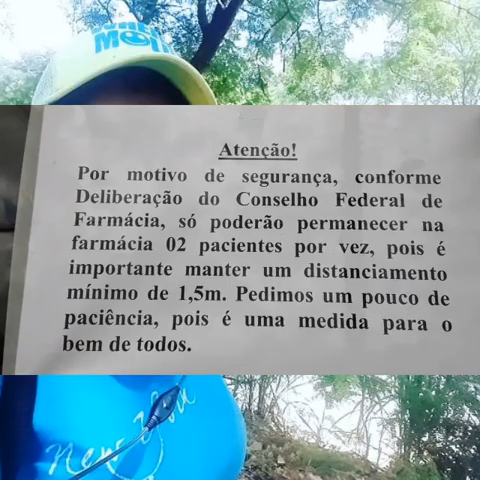 Atenção!
Por motivo de segurança, conforme
Deliberação do Conselho Federal de
Farmácia, só poderão permanecer na
farmácia 02 pacientes por vez, pois é
importante manter um distanciamento
mínimo de 1,5m. Pedimos um pouco de
paciência, pois é uma medida para o
bem de todos.
New York